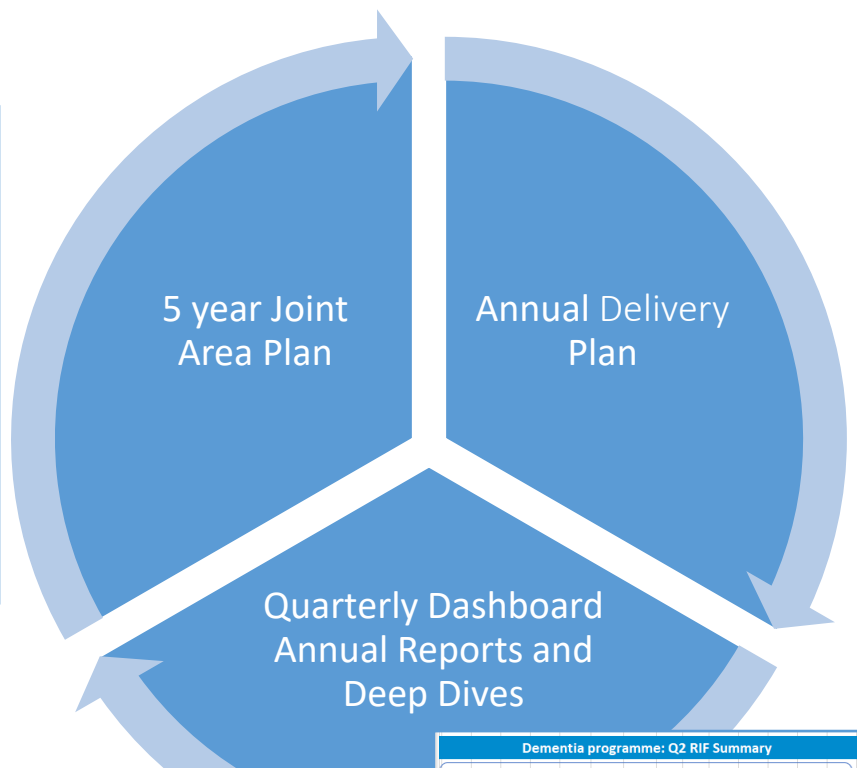 5 year Joint
Area Plan
Annual Delivery
Plan
Quarterly Dashboard
Annual Reports and
Deep Dives
Dementia programme: Q2 RIF Summary